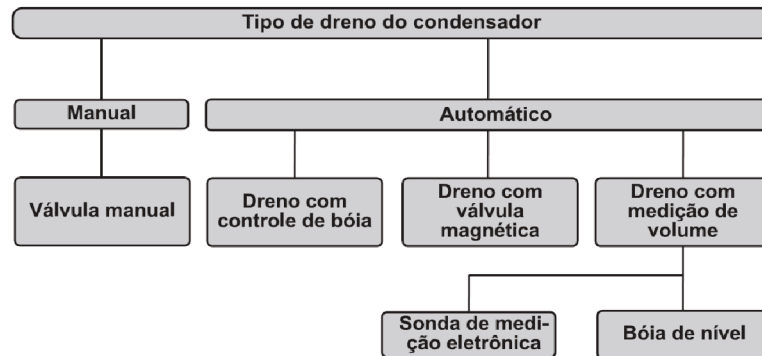 Tipo de dreno do condensador
Manual
Automático
Válvula manual
Dreno com
controle de bóia
Dreno com
válvula
magnética
Dreno com
medição de
volume
Sonda de medi-
ção eletrônica
Bóia de nível